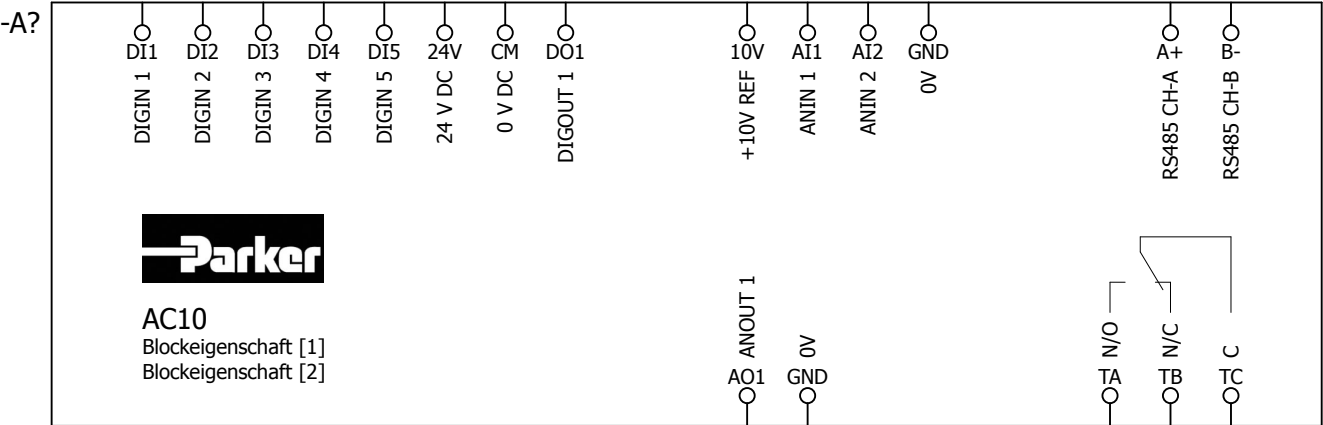 -A?
DI1 DI2 DI3 DI4 DI5 24V CM DO1 10V AI1 AI2 GND A+ B-
DIGIN 1
DIGIN 2
DIGIN 3
DIGIN 4
DIGIN 5
24 V DC
0 V DC
DIGOUT 1
+10V REF
ANIN 1
ANIN 2
0V
RS485 CH-A
RS485 CH-B
Parker
AC10
Blockeigenschaft [1]
Blockeigenschaft [2]
ANOUT 1
0V
N/O
N/C
C
AO1 GND TA TB TC